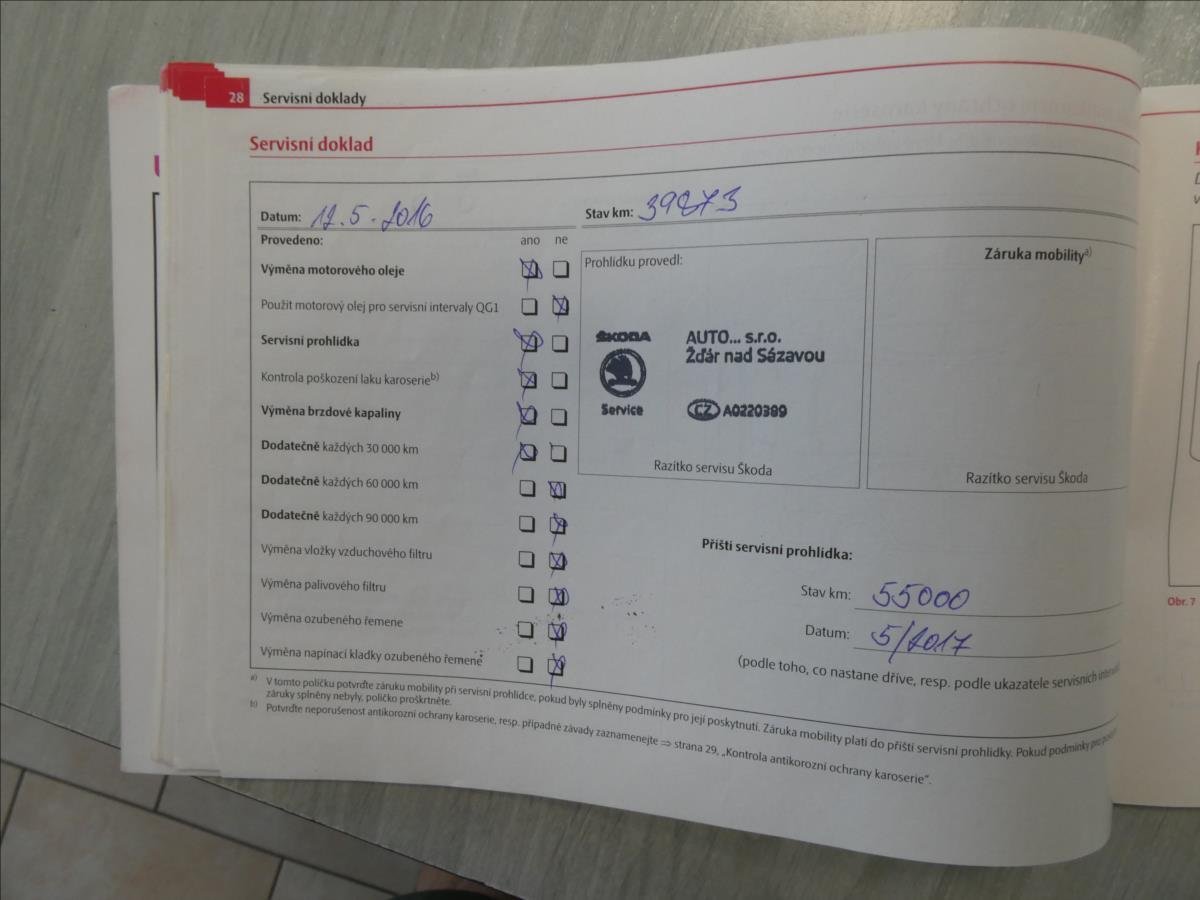 28 Servisní doklady
Servisní doklad
Datum: 12.5.2016
Stav km: 39873
Provedeno: ano ne
Výměna motorového oleje
Použit motorový olej pro servisní intervaly QG1
Servisní prohlídka
Kontrola poškození laku karoserie b)
Výměna brzdové kapaliny
Dodatečně každých 30 000 km
Dodatečně každých 60 000 km
Dodatečně každých 90 000 km
Výměna vložky vzduchového filtru
Výměna palivového filtru
Výměna ozubeného řemene
Výměna napínací kladky ozubeného řemene
Prohlídku provedl:
ŠKODA
Service
AUTO... s.r.o.
Žďár nad Sázavou
CZ A0220389
Razítko servisu Škoda
Záruka mobility a)
Razítko servisu Škoda
Příští servisní prohlídka:
Stav km: 55000
Datum: 5/2017
(podle toho, co nastane dříve, resp. podle ukazatele servisních
a) V tomto políčku potvrďte záruku mobility při servisní prohlídce, pokud byly splněny podmínky pro její poskytnutí. Záruka mobility platí do příští servisní prohlídky. Pokud podmínky pro
záruky splněny nebyly, políčko proškrtněte.
b) Potvrďte neporušenost antikorozní ochrany karoserie, resp. případné závady zaznamenejte ⇒ strana 29, „Kontrola antikorozní ochrany karoserie“.
Obr. 7